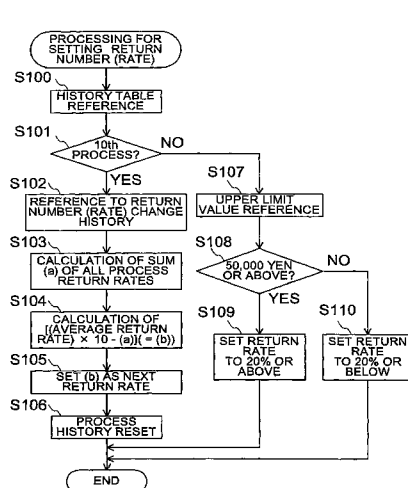 PROCESSING FOR
SETTING RETURN
NUMBER (RATE)
S100
HISTORY TABLE
REFERENCE
S101
10th
PROCESS?
NO
YES
S102
REFERENCE TO RETURN
NUMBER (RATE) CHANGE
HISTORY
S103
CALCULATION OF SUM
(a) OF ALL PROCESS
RETURN RATES
S104
CALCULATION OF
[(AVERAGE RETURN
RATE) × 10 - (a)]( = (b))
S105
SET (b) AS NEXT
RETURN RATE
S106
PROCESS
HISTORY RESET
S107
UPPER LIMIT
VALUE REFERENCE
S108
50,000 YEN
OR ABOVE?
NO
YES
S109
SET RETURN
RATE
TO 20% OR
ABOVE
S110
SET RETURN
RATE
TO 20% OR
BELOW
END